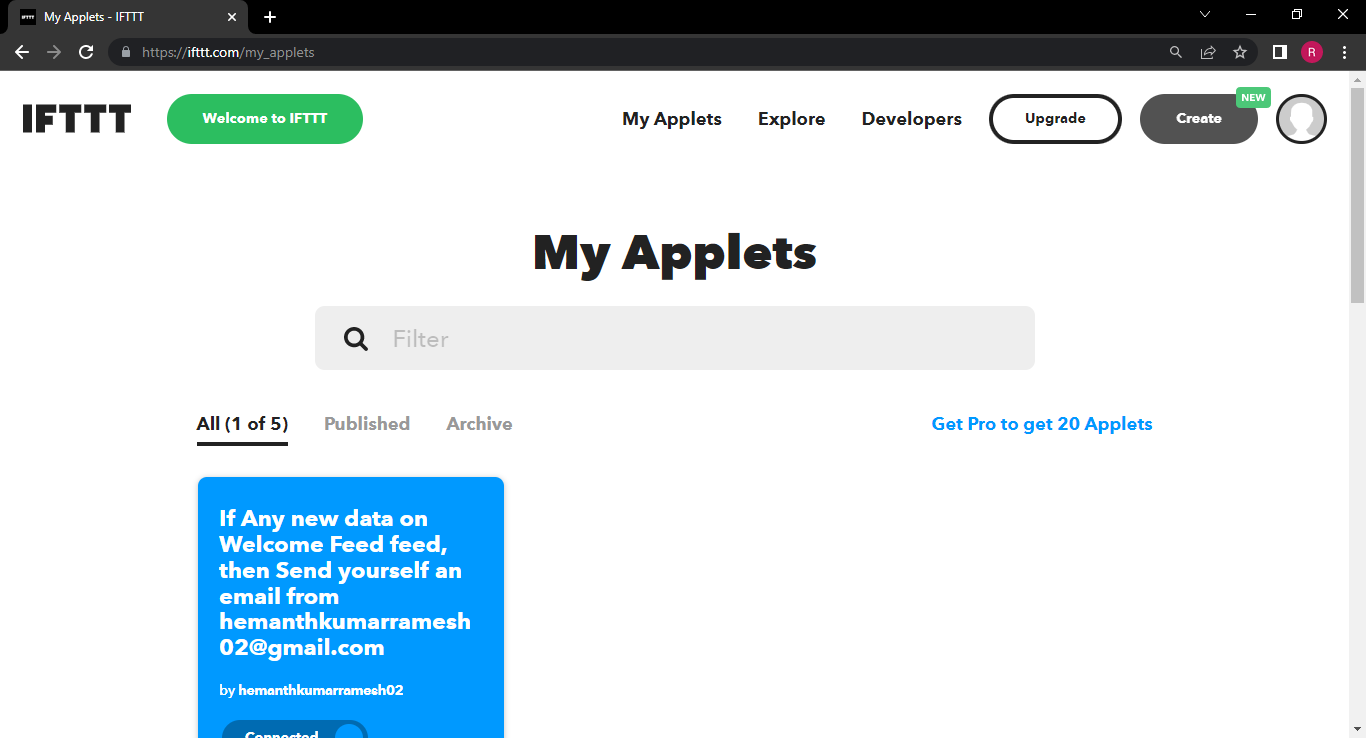 IFTTT My Applets - IFTTT
https://ifttt.com/my_applets
R
IFTTT
Welcome to IFTTT
My Applets
Explore
Developers
Upgrade
Create
NEW
My Applets
Filter
All (1 of 5)
Published
Archive
Get Pro to get 20 Applets
If Any new data on
Welcome Feed feed,
then Send yourself an
email from
hemanthkumarramesh
02@gmail.com
by hemanthkumarramesh02
Connected